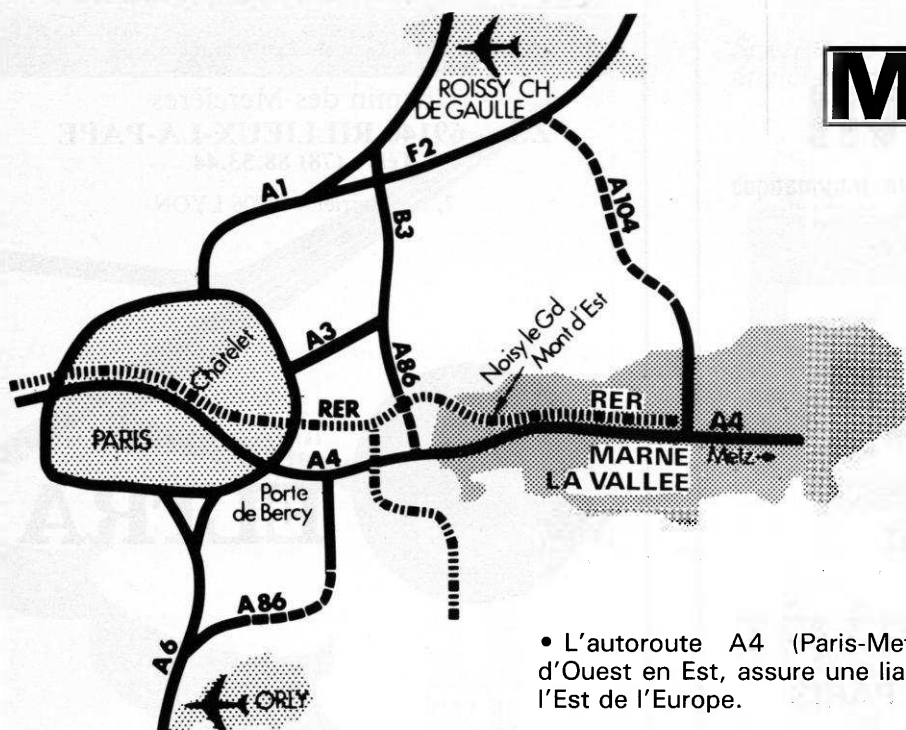 M
ROISSY CH.
DE GAULLE
F2
A1
A104
B3
A3
Châtelet
A86
Noisy le Gd
Mont d'Est
RER
RER
A4
PARIS
A4
MARNE
LA VALLEE
Metz
Porte
de Bercy
A86
A6
ORLY
• L'autoroute A4 (Paris-Met
d'Ouest en Est, assure une lia
l'Est de l'Europe.